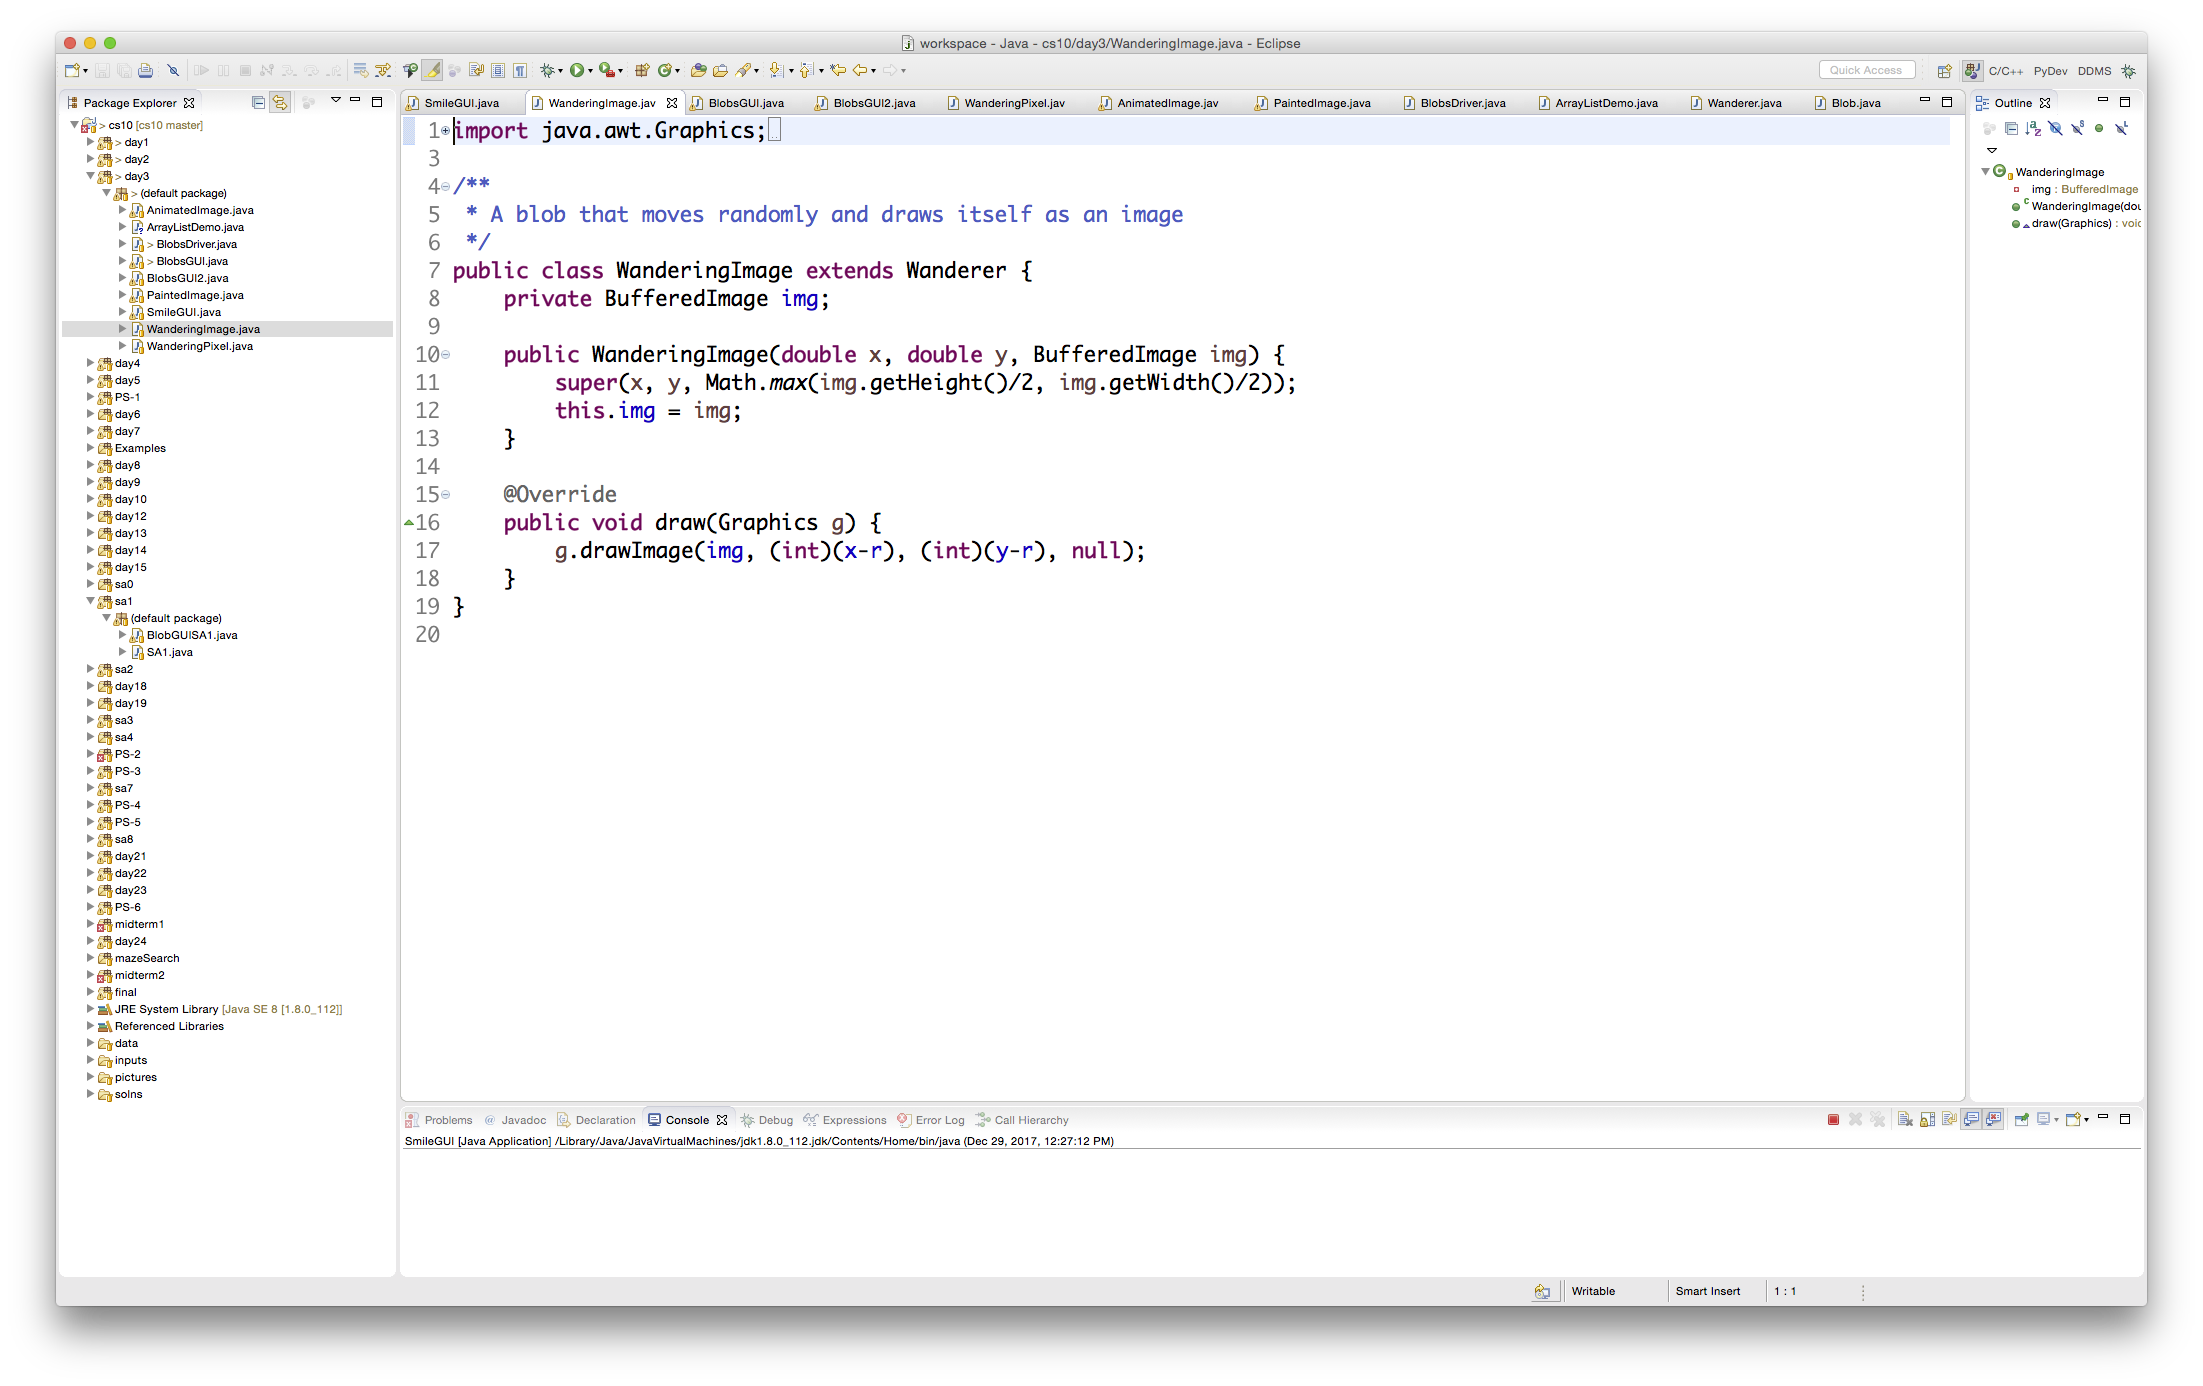 workspace - Java - cs10/day3/WanderingImage.java - Eclipse
Quick Access
C/C++
PyDev
DDMS
Package Explorer
> cs10 [cs10 master]
> day1
> day2
> day3
> (default package)
AnimatedImage.java
ArrayListDemo.java
> BlobsDriver.java
> BlobsGUI.java
BlobsGUI2.java
PaintedImage.java
SmileGUI.java
WanderingImage.java
WanderingPixel.java
day4
day5
PS-1
day6
day7
Examples
day8
day9
day10
day12
day13
day14
day15
sa0
sa1
(default package)
BlobGUISA1.java
SA1.java
sa2
day18
day19
sa3
sa4
PS-2
PS-3
sa7
PS-4
PS-5
sa8
day21
day22
day23
PS-6
midterm1
day24
mazeSearch
midterm2
final
JRE System Library [Java SE 8 [1.8.0_112]]
Referenced Libraries
data
inputs
pictures
solns
SmileGUI.java
WanderingImage.jav
BlobsGUI.java
BlobsGUI2.java
WanderingPixel.jav
AnimatedImage.jav
PaintedImage.java
BlobsDriver.java
ArrayListDemo.java
Wanderer.java
Blob.java
1 import java.awt.Graphics;
3
4 /**
5 * A blob that moves randomly and draws itself as an image
6 */
7 public class WanderingImage extends Wanderer {
8 private BufferedImage img;
9
10 public WanderingImage(double x, double y, BufferedImage img) {
11 super(x, y, Math.max(img.getHeight()/2, img.getWidth()/2));
12 this.img = img;
13 }
14
15 @Override
16 public void draw(Graphics g) {
17 g.drawImage(img, (int)(x-r), (int)(y-r), null);
18 }
19 }
20
Outline
WanderingImage
img : BufferedImage
WanderingImage(dou
draw(Graphics) : voic
Problems
@ Javadoc
Declaration
Console
Debug
Expressions
Error Log
Call Hierarchy
SmileGUI [Java Application] /Library/Java/JavaVirtualMachines/jdk1.8.0_112.jdk/Contents/Home/bin/java (Dec 29, 2017, 12:27:12 PM)
Writable
Smart Insert
1 : 1